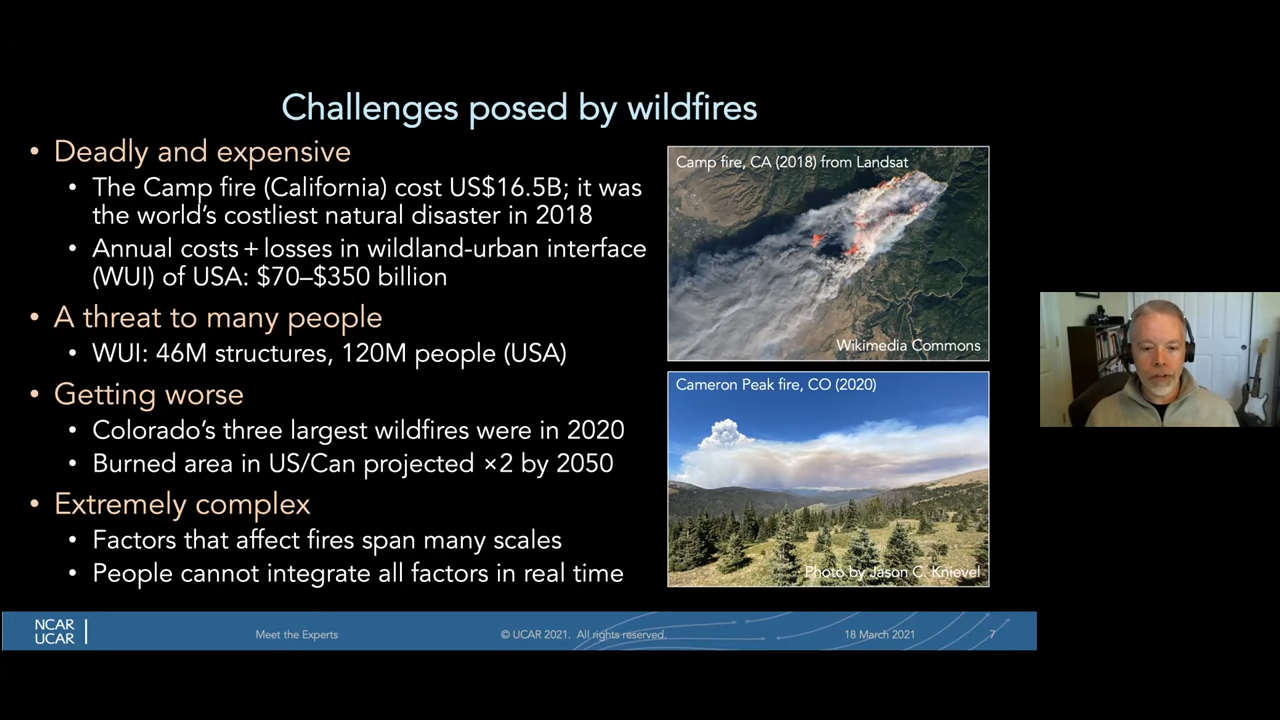 Challenges posed by wildfires
• Deadly and expensive
• The Camp fire (California) cost US$16.5B; it was
the world's costliest natural disaster in 2018
• Annual costs + losses in wildland-urban interface
(WUI) of USA: $70–$350 billion
• A threat to many people
• WUI: 46M structures, 120M people (USA)
• Getting worse
• Colorado's three largest wildfires were in 2020
• Burned area in US/Can projected ×2 by 2050
• Extremely complex
• Factors that affect fires span many scales
• People cannot integrate all factors in real time
Camp fire, CA (2018) from Landsat
Wikimedia Commons
Cameron Peak fire, CO (2020)
Photo by Jason C. Knievel
NCAR
UCAR
Meet the Experts
© UCAR 2021. All rights reserved.
18 March 2021
7